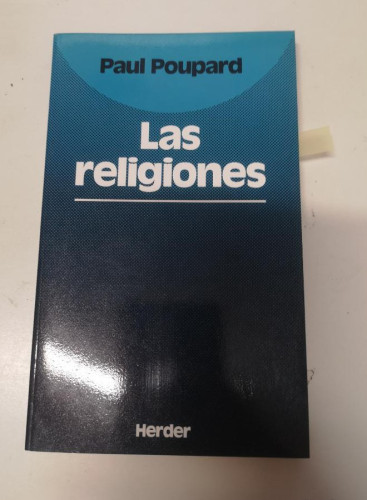 Paul Poupard
Las
religiones
Herder